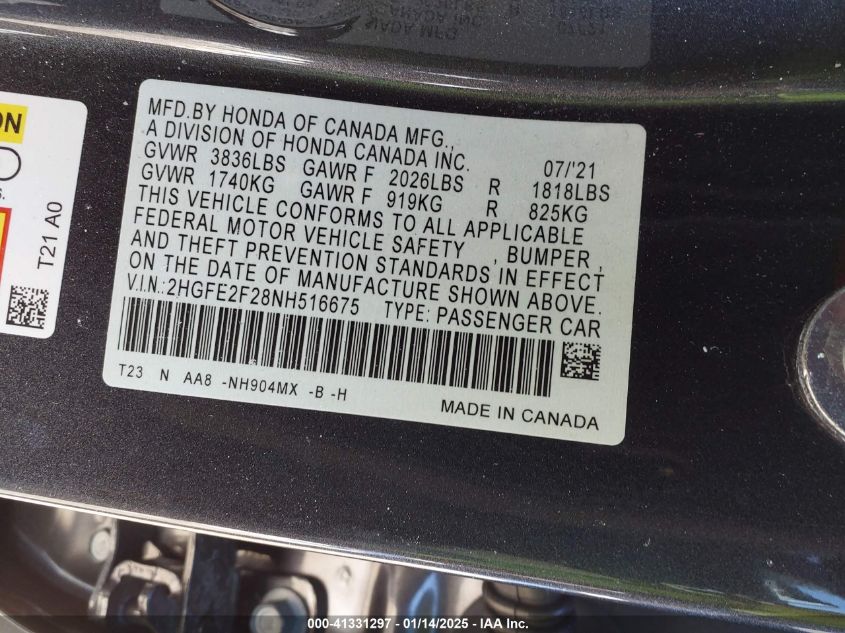 MFD.BY HONDA OF CANADA MFG.,
A DIVISION OF HONDA CANADA INC. 07/'21
GVWR 3836LBS GAWR F 2026LBS R 1818LBS
GVWR 1740KG GAWR F 919KG R 825KG
THIS VEHICLE CONFORMS TO ALL APPLICABLE
FEDERAL MOTOR VEHICLE SAFETY , BUMPER ,
AND THEFT PREVENTION STANDARDS IN EFFECT
ON THE DATE OF MANUFACTURE SHOWN ABOVE.
V.I.N.:2HGFE2F28NH516675 TYPE: PASSENGER CAR
T23 N AA8 -NH904MX -B -H
MADE IN CANADA
T21 A0
000-41331297 - 01/14/2025 - IAA Inc.